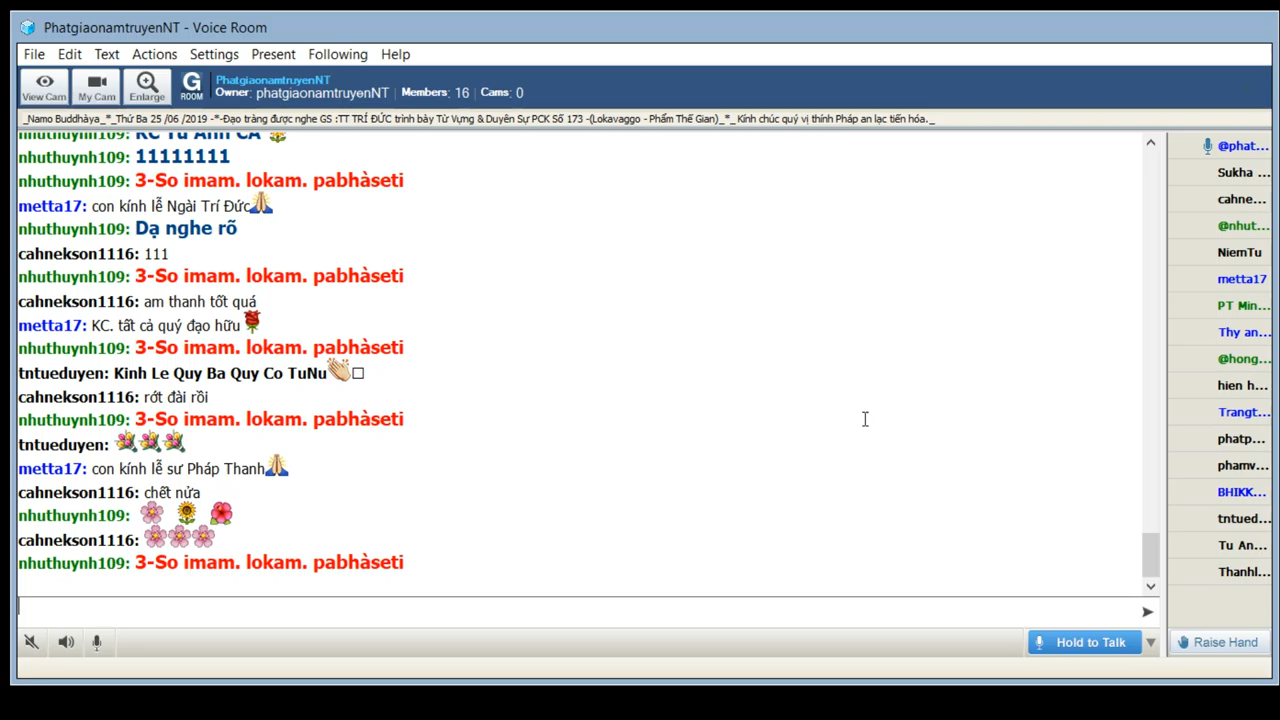 PhatgiaonamtruyenNT - Voice Room
File Edit Text Actions Settings Present Following Help
View Cam My Cam Enlarge G ROOM
PhatgiaonamtruyenNT
Owner: phatgiaonamtruyenNT Members: 16 Cams: 0
_Namo Buddhàya_*_Thứ Ba 25 /06 /2019 -*-Đạo tràng được nghe GS :TT TRÍ ĐỨC trình bày Từ Vựng & Duyên Sự PCK Số 173 -(Lokavaggo - Phẩm Thế Gian)_*_ Kính chúc quý vị thính Pháp an lạc tiến hóa._
nhuthuynh109: KC Tu Anh CA
nhuthuynh109: 11111111
nhuthuynh109: 3-So imam. lokam. pabhàseti
metta17: con kính lễ Ngài Trí Đức
nhuthuynh109: Dạ nghe rõ
cahnekson1116: 111
nhuthuynh109: 3-So imam. lokam. pabhàseti
cahnekson1116: am thanh tốt quá
metta17: KC. tất cả quý đạo hữu
nhuthuynh109: 3-So imam. lokam. pabhàseti
tntueduyen: Kinh Le Quy Ba Quy Co TuNu
cahnekson1116: rớt đài rồi
nhuthuynh109: 3-So imam. lokam. pabhàseti
tntueduyen:
metta17: con kính lễ sư Pháp Thanh
cahnekson1116: chết nửa
nhuthuynh109:
cahnekson1116:
nhuthuynh109: 3-So imam. lokam. pabhàseti
@phat...
Sukha ...
cahne...
@nhut...
NiemTu
metta17
PT Min...
Thy an...
@hong...
hien h...
Trangt...
phatp...
phamv...
BHIKK...
tntued...
Tu An...
Thanhl...
Hold to Talk
Raise Hand